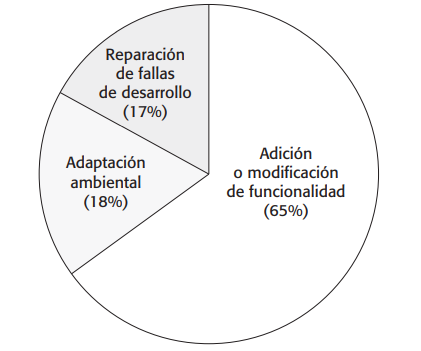 Reparación
de fallas
de desarrollo
(17%)
Adaptación
ambiental
(18%)
Adición
o modificación
de funcionalidad
(65%)